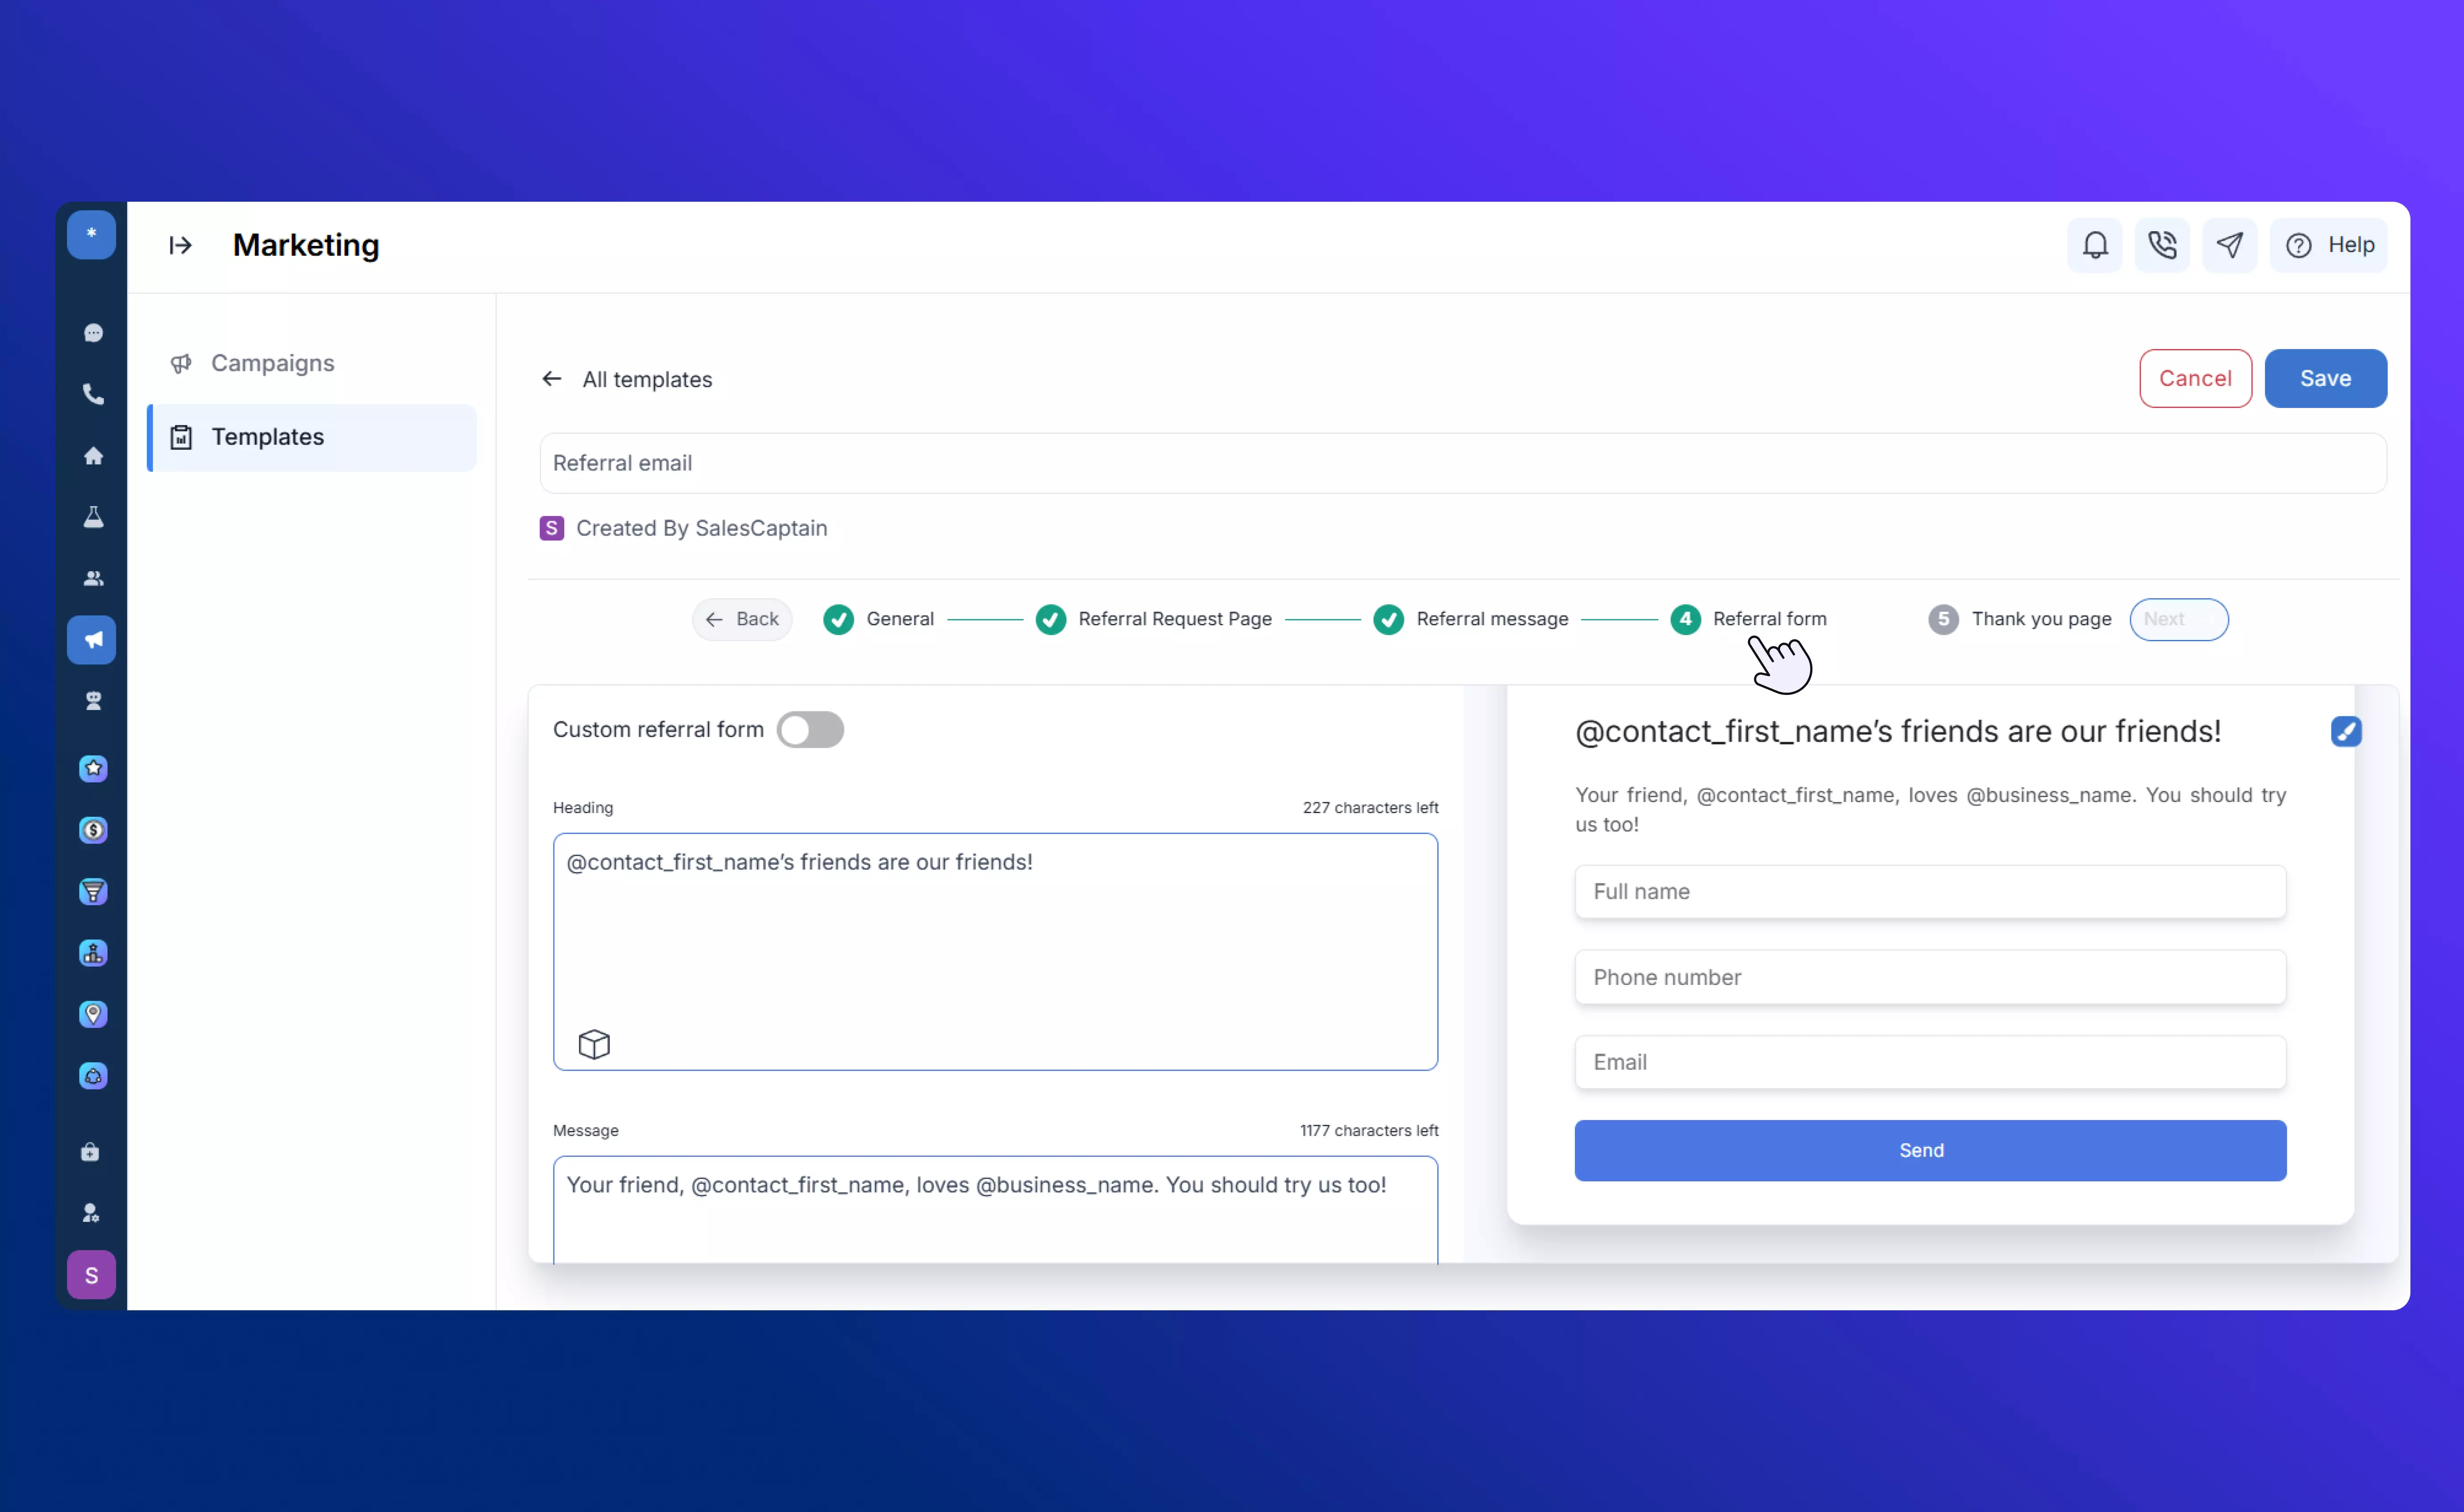 *
Marketing
Help
Campaigns
Templates
All templates
Cancel
Save
Referral email
S Created By SalesCaptain
Back
General
Referral Request Page
Referral message
4 Referral form
5 Thank you page
Next
Custom referral form
Heading
227 characters left
@contact_first_name’s friends are our friends!
Message
1177 characters left
Your friend, @contact_first_name, loves @business_name. You should try us too!
@contact_first_name’s friends are our friends!
Your friend, @contact_first_name, loves @business_name. You should try
us too!
Full name
Phone number
Email
Send
S